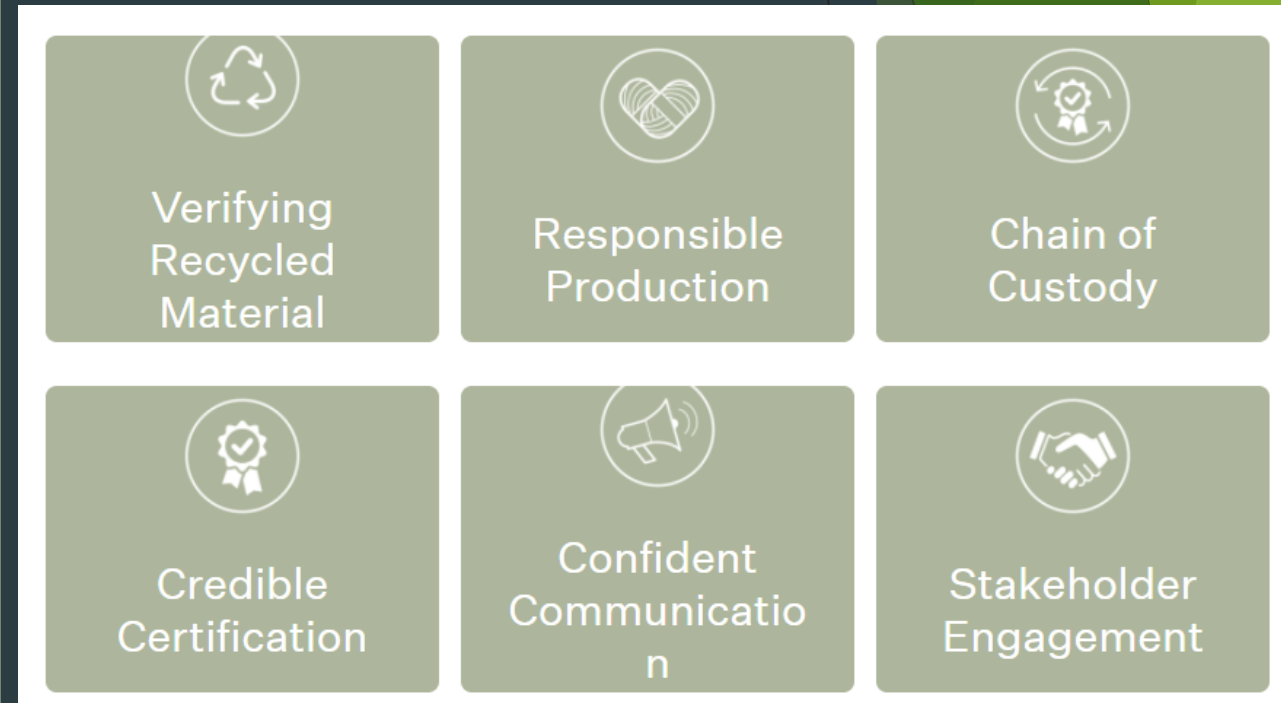 Verifying
Recycled
Material
Responsible
Production
Chain of
Custody
Credible
Certification
Confident
Communicatio
n
Stakeholder
Engagement